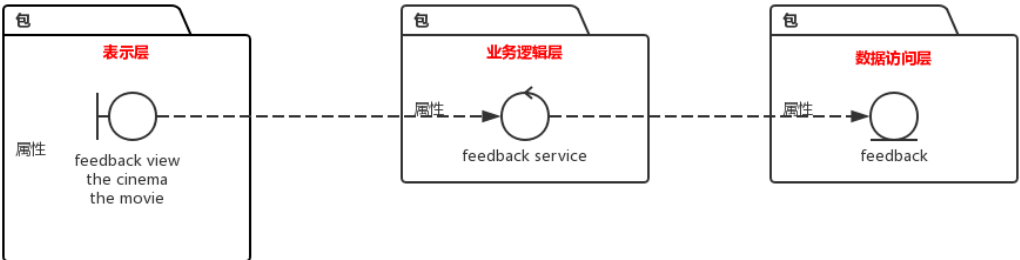 包
表示层
属性
feedback view
the cinema
the movie
包
业务逻辑层
属性
feedback service
包
数据访问层
属性
feedback